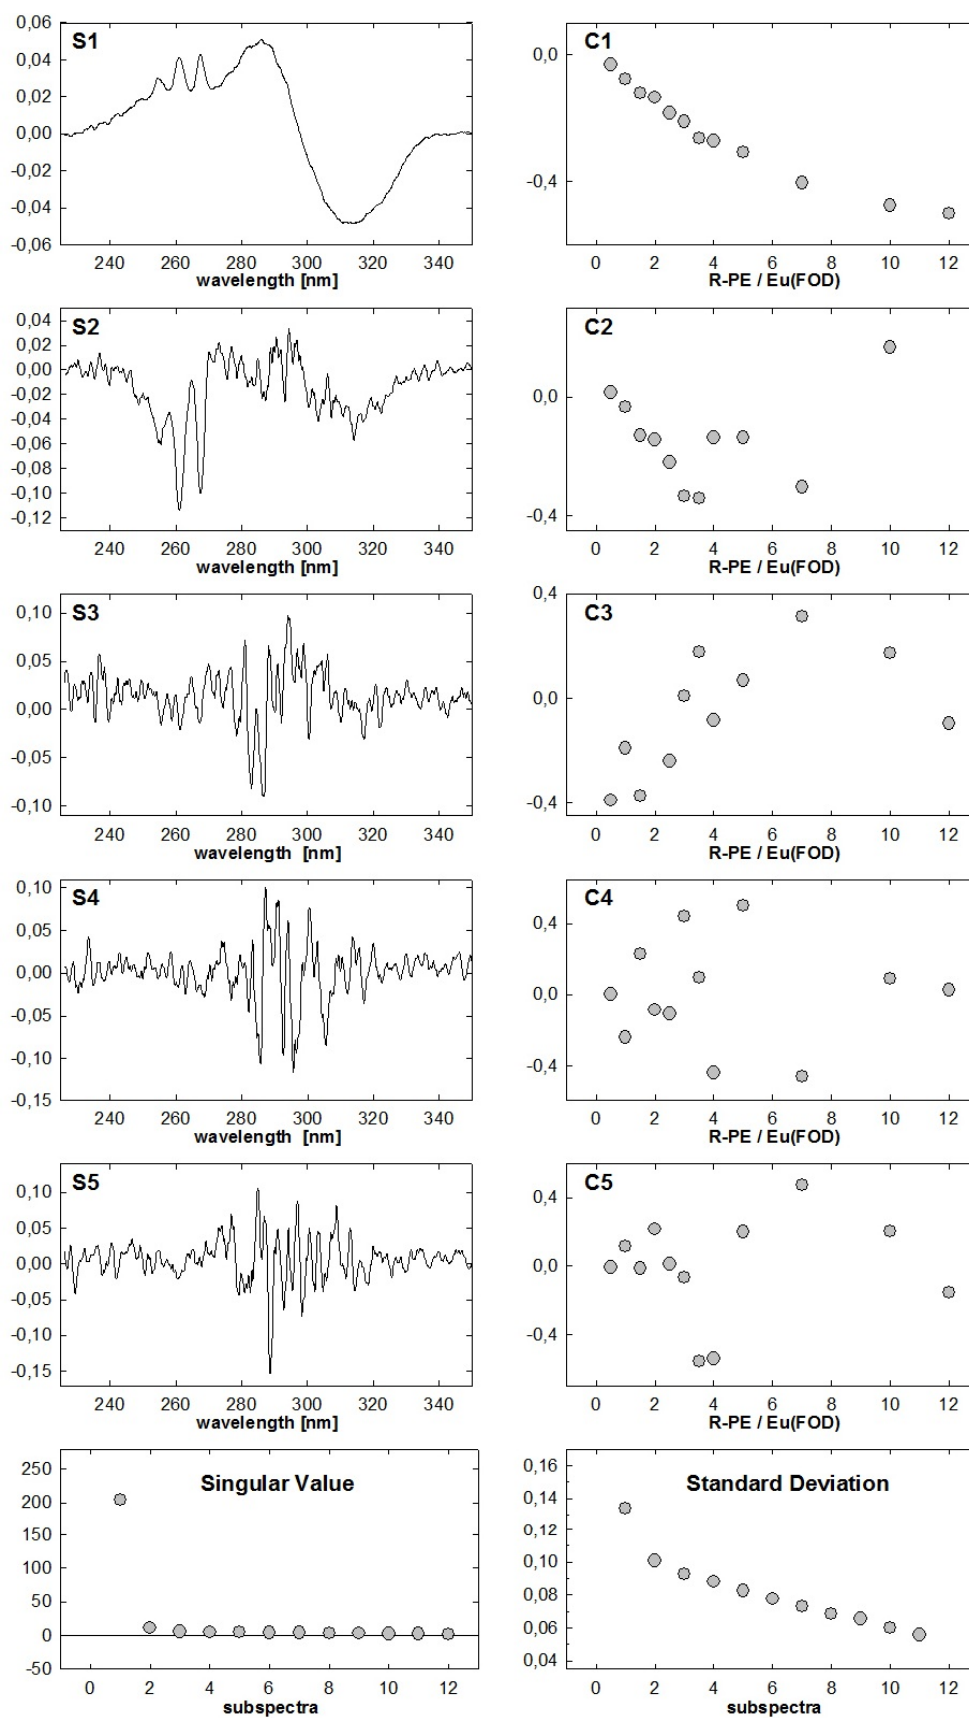 0,06
0,04
0,02
0,00
-0,02
-0,04
-0,06
S1
240 260 280 300 320 340
wavelength [nm]
0,0
-0,4
C1
0 2 4 6 8 10 12
R-PE / Eu(FOD)
0,04
0,02
0,00
-0,02
-0,04
-0,06
-0,08
-0,10
-0,12
S2
240 260 280 300 320 340
wavelength [nm]
0,0
-0,4
C2
0 2 4 6 8 10 12
R-PE / Eu(FOD)
0,10
0,05
0,00
-0,05
-0,10
S3
240 260 280 300 320 340
wavelength [nm]
0,4
0,0
-0,4
C3
0 2 4 6 8 10 12
R-PE / Eu(FOD)
0,10
0,05
0,00
-0,05
-0,10
-0,15
S4
240 260 280 300 320 340
wavelength [nm]
0,4
0,0
-0,4
C4
0 2 4 6 8 10 12
R-PE / Eu(FOD)
0,10
0,05
0,00
-0,05
-0,10
-0,15
S5
240 260 280 300 320 340
wavelength [nm]
0,4
0,0
-0,4
C5
0 2 4 6 8 10 12
R-PE / Eu(FOD)
250
200
150
100
50
0
-50
Singular Value
0 2 4 6 8 10 12
subspectra
0,16
0,14
0,12
0,10
0,08
0,06
0,04
Standard Deviation
0 2 4 6 8 10 12
subspectra